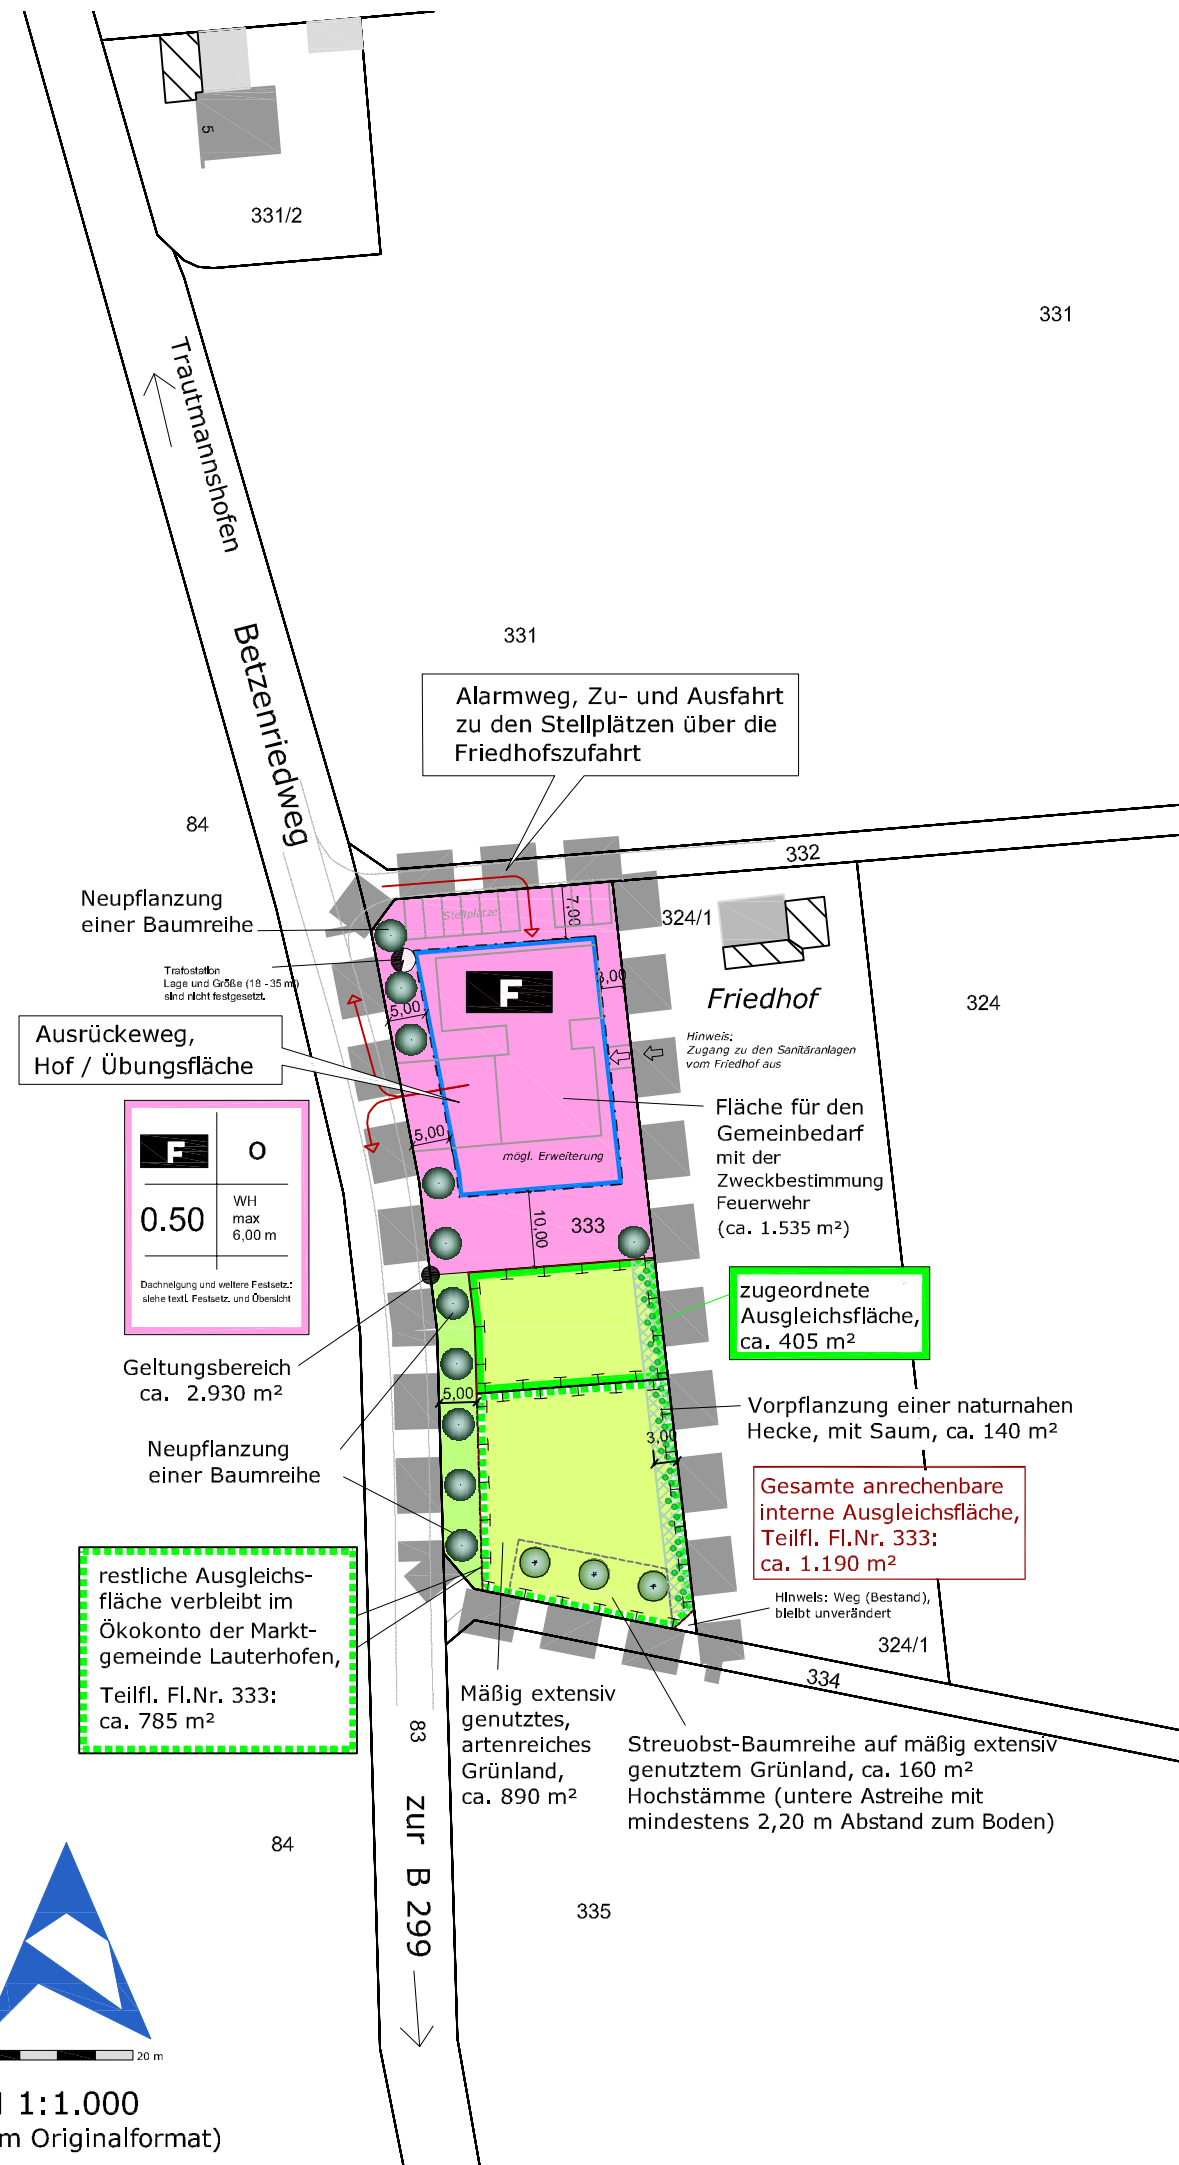 5
331/2
331
Trautmannshofen
Betzenriedweg
331
Alarmweg, Zu- und Ausfahrt
zu den Stellplätzen über die
Friedhofszufahrt
84
332
Neupflanzung
einer Baumreihe
Stellplätze
7,00
324/1
Trafostation
Lage und Größe (18 - 35 m²)
sind nicht festgesetzt.
F
3,00
Friedhof
324
5,00
Ausrückeweg,
Hof / Übungsfläche
Hinweis:
Zugang zu den Sanitäranlagen
vom Friedhof aus
Fläche für den
Gemeinbedarf
mit der
Zweckbestimmung
Feuerwehr
(ca. 1.535 m²)
F
O
0.50
WH
max
6,00 m
Dachneigung und weitere Festsetz.:
siehe textl. Festsetz. und Übersicht
5,00
mögl. Erweiterung
10,00
333
zugeordnete
Ausgleichsfläche,
ca. 405 m²
Geltungsbereich
ca. 2.930 m²
5,00
Vorpflanzung einer naturnahen
Hecke, mit Saum, ca. 140 m²
3,00
Neupflanzung
einer Baumreihe
Gesamte anrechenbare
interne Ausgleichsfläche,
Teilfl. Fl.Nr. 333:
ca. 1.190 m²
restliche Ausgleichs-
fläche verbleibt im
Ökokonto der Markt-
gemeinde Lauterhofen,
Teilfl. Fl.Nr. 333:
ca. 785 m²
Hinweis: Weg (Bestand),
bleibt unverändert
324/1
334
Mäßig extensiv
genutztes,
artenreiches
Grünland,
ca. 890 m²
83
Streuobst-Baumreihe auf mäßig extensiv
genutztem Grünland, ca. 160 m²
Hochstämme (untere Astreihe mit
mindestens 2,20 m Abstand zum Boden)
zur B 299
84
335
20 m
1:1.000
m Originalformat)